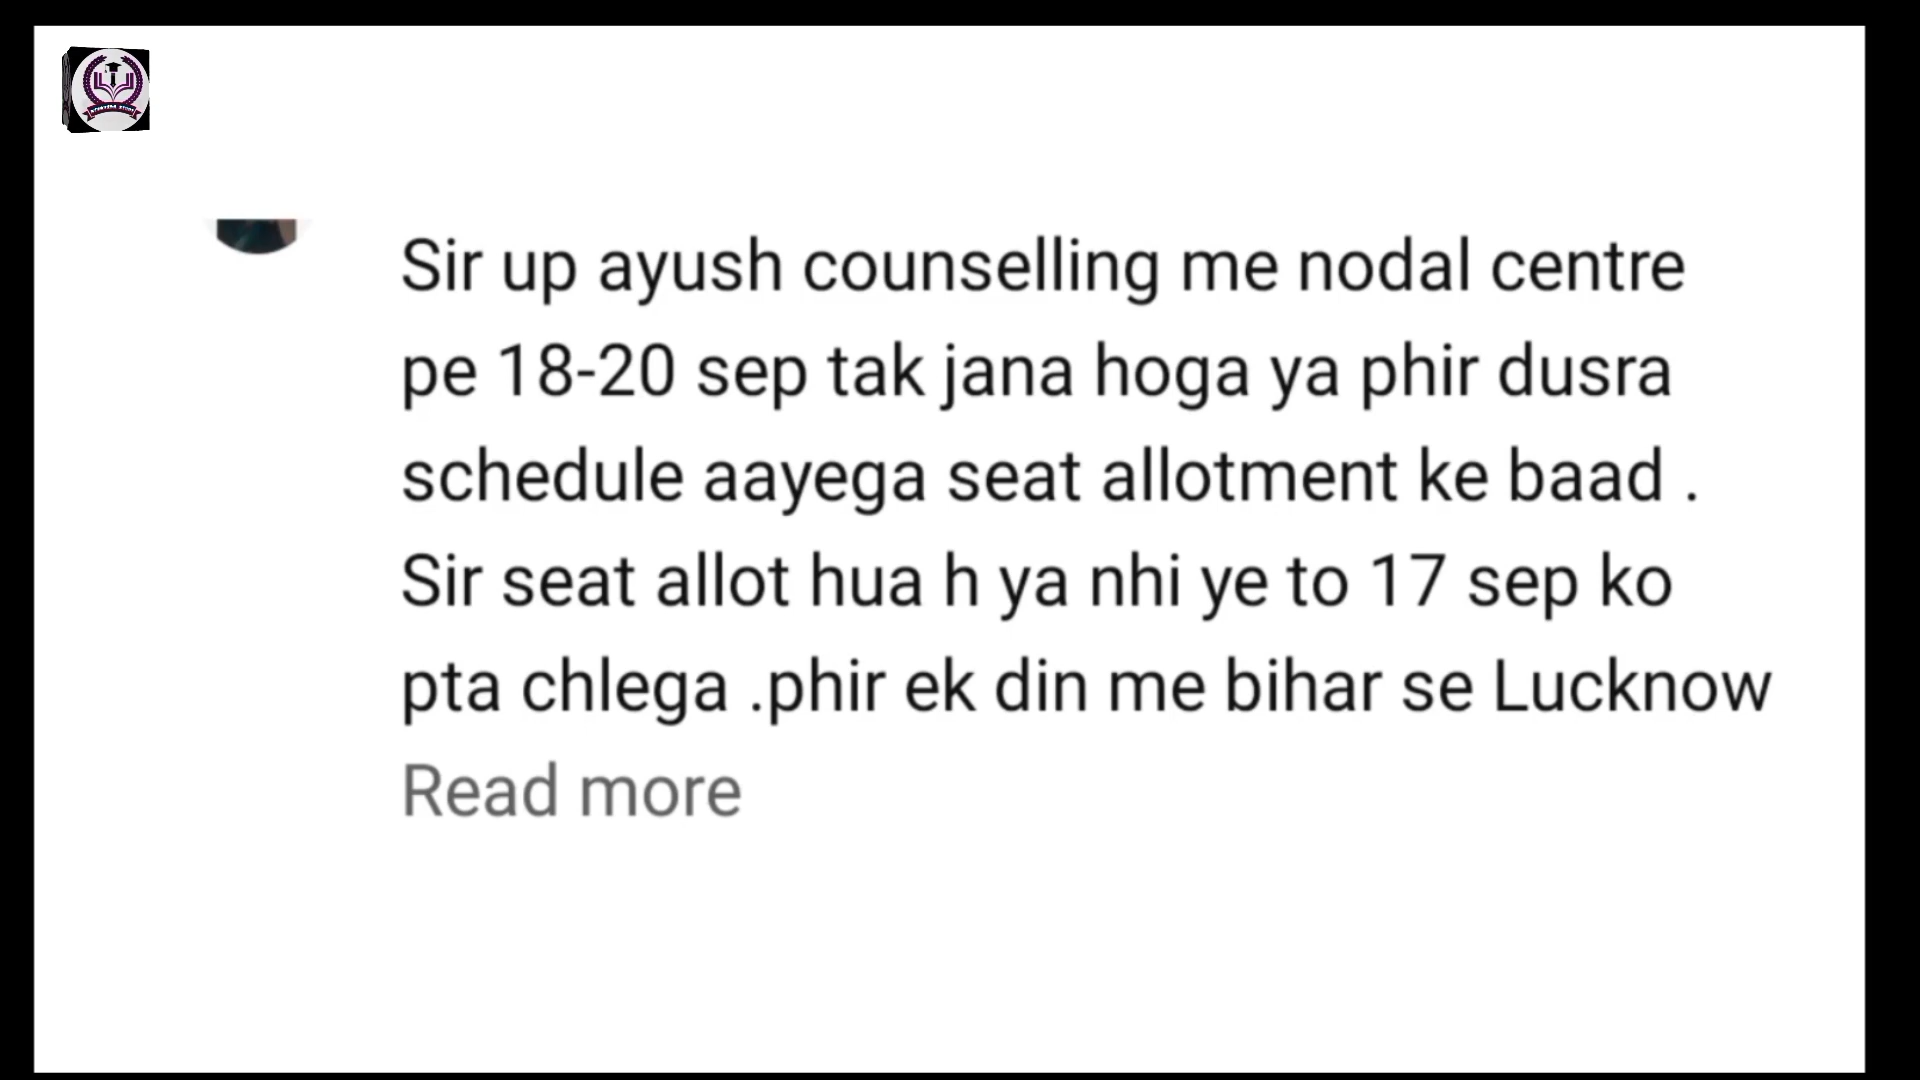 Sir up ayush counselling me nodal centre
pe 18-20 sep tak jana hoga ya phir dusra
schedule aayega seat allotment ke baad .
Sir seat allot hua h ya nhi ye to 17 sep ko
pta chlega .phir ek din me bihar se Lucknow
Read more